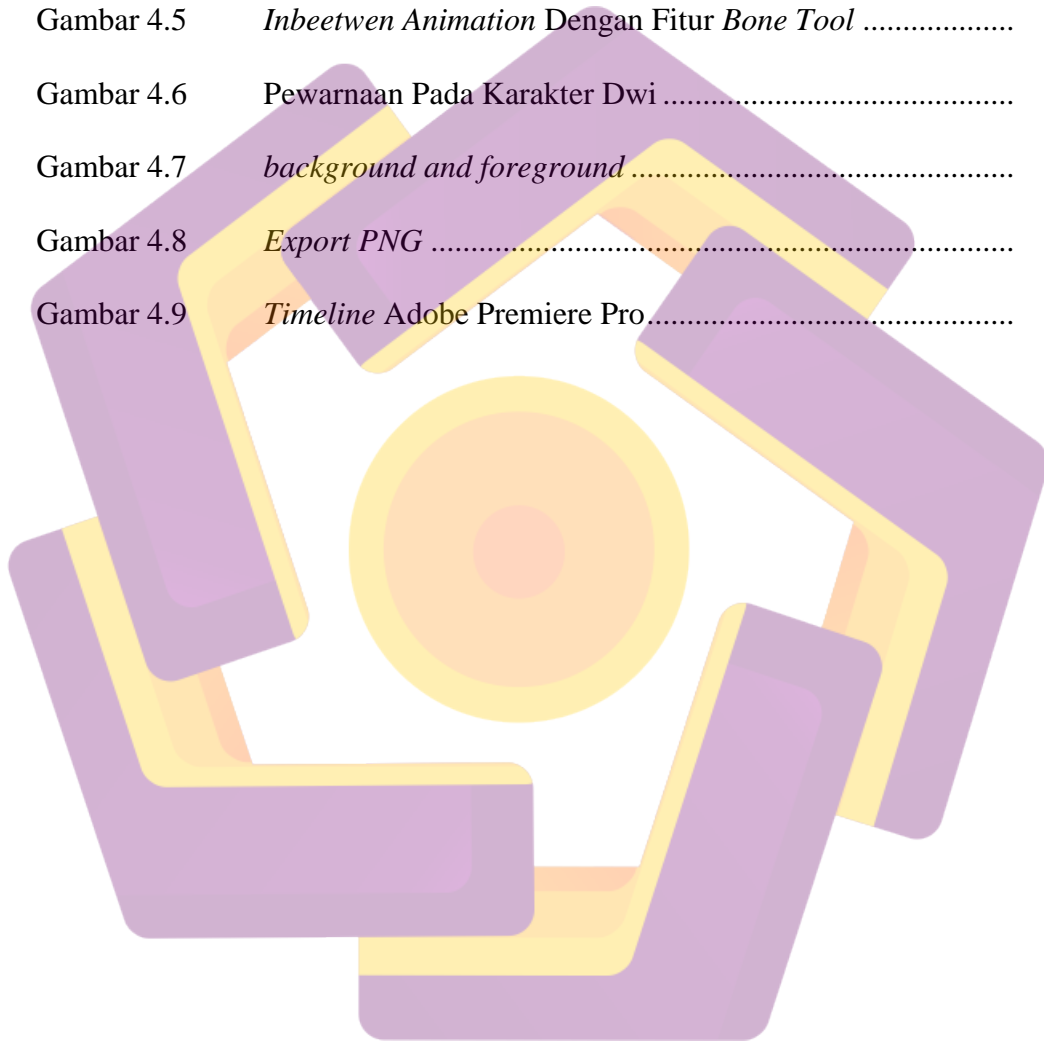 Gambar 4.5 Inbeetwen Animation Dengan Fitur Bone Tool ..................
Gambar 4.6 Pewarnaan Pada Karakter Dwi ..........................................
Gambar 4.7 background and foreground ..............................................
Gambar 4.8 Export PNG ......................................................................
Gambar 4.9 Timeline Adobe Premiere Pro............................................